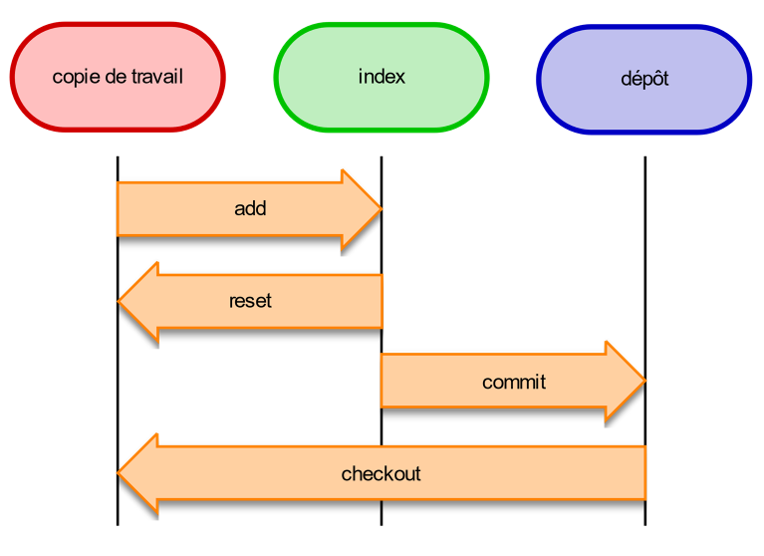 copie de travail
index
dépôt
add
reset
commit
checkout